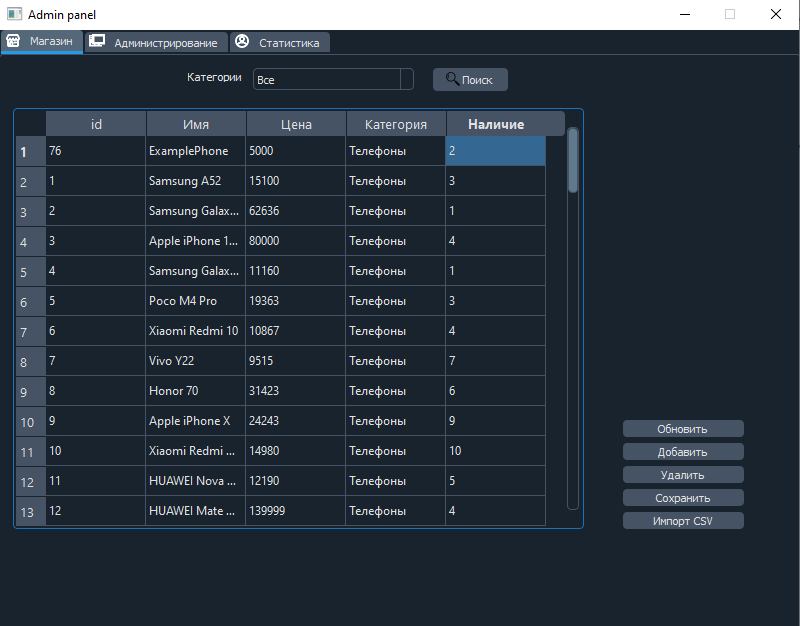 Admin panel
Магазин Администрирование Статистика
Категории Все Поиск
id Имя Цена Категория Наличие
1 76 ExamplePhone 5000 Телефоны 2
2 1 Samsung A52 15100 Телефоны 3
3 2 Samsung Galax... 62636 Телефоны 1
4 3 Apple iPhone 1... 80000 Телефоны 4
5 4 Samsung Galax... 11160 Телефоны 1
6 5 Poco M4 Pro 19363 Телефоны 3
7 6 Xiaomi Redmi 10 10867 Телефоны 4
8 7 Vivo Y22 9515 Телефоны 7
9 8 Honor 70 31423 Телефоны 6
10 9 Apple iPhone X 24243 Телефоны 9
11 10 Xiaomi Redmi ... 14980 Телефоны 10
12 11 HUAWEI Nova ... 12190 Телефоны 5
13 12 HUAWEI Mate ... 139999 Телефоны 4
Обновить
Добавить
Удалить
Сохранить
Импорт CSV